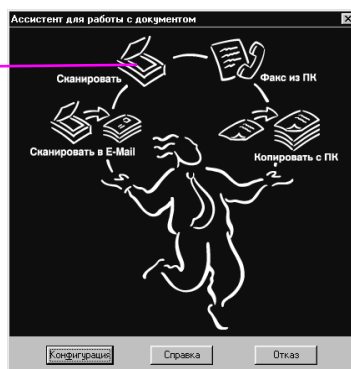 Ассистент для работы с документом
Сканировать
Факс из ПК
Сканировать в E-Mail
Копировать с ПК
Конфигурация
Справка
Отказ